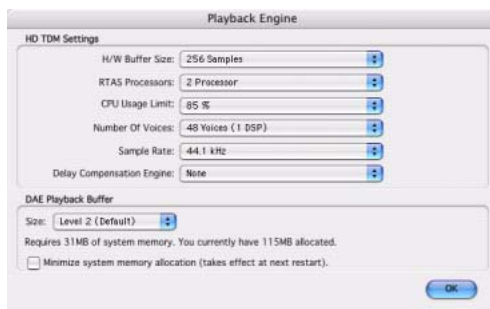 Playback Engine
HD TDM Settings
H/W Buffer Size: 256 Samples
RTAS Processors: 2 Processor
CPU Usage Limit: 85 %
Number Of Voices: 48 Voices (1 DSP)
Sample Rate: 44.1 kHz
Delay Compensation Engine: None
DAE Playback Buffer
Size: Level 2 (Default)
Requires 31MB of system memory. You currently have 115MB allocated.
Minimize system memory allocation (takes effect at next restart).
OK